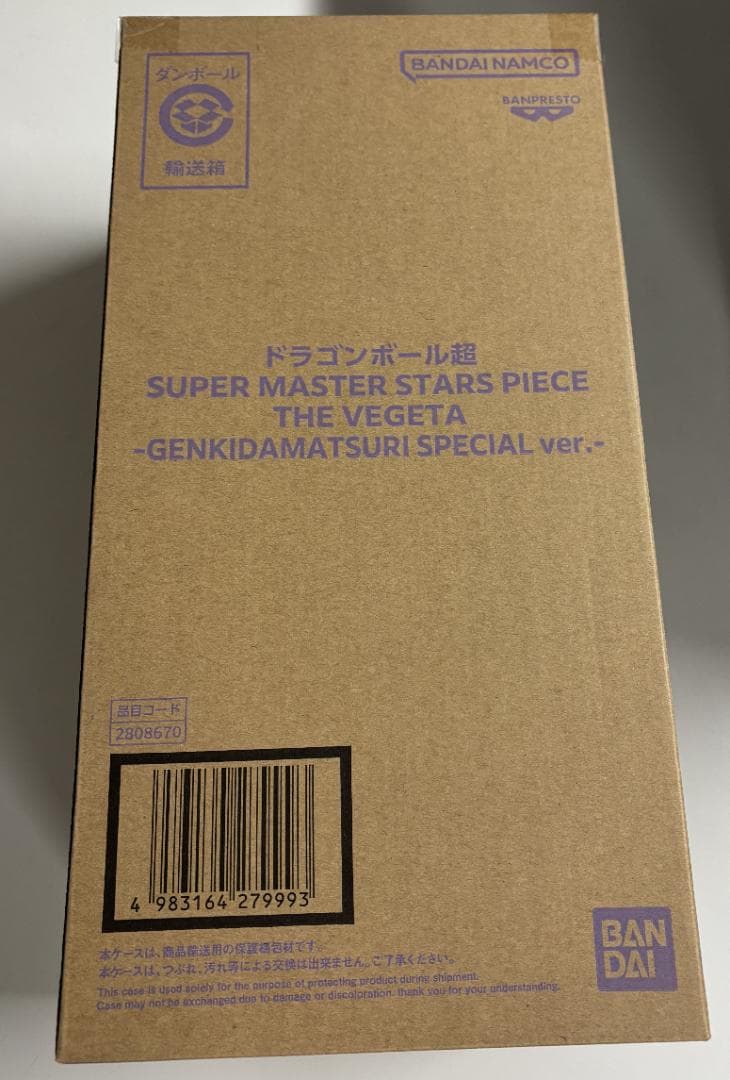 ダンボール
輸送箱
BANDAI NAMCO
BANPRESTO
ドラゴンボール超
SUPER MASTER STARS PIECE
THE VEGETA
-GENKIDAMATSURI SPECIAL ver.-
品目コード
2808670
4 983164 279993
本ケースは、商品輸送用の保護梱包材です。
本ケースは、つぶれ、汚れ等による交換は出来ません。ご了承ください。
This case is used solely for the purpose of protecting product during shipment.
Case may not be exchanged due to damage or discoloration. thank you for your understanding.
BAN
DAI